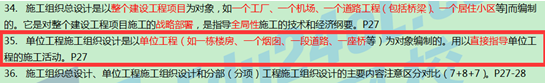 34. 施工组织总设计是以整个建设工程项目为对象，如一个工厂、一个机场、一个道路工程（包括桥梁）、一个居住小区等]而编制
的。它是对整个建设工程项目施工的战略部署，是指导全局性施工的技术和经济纲要。P27
35. 单位工程施工组织设计是以单位工程（如一栋楼房、一个烟囱、一段道路、一座桥等）为对象编制的。用以直接指导单位工
程的施工活动。P27
36. 施工组织总设计、单位工程施工组织设计和分部（分项）工程施工组织设计的主要内容注意区分对比（7+8+7）。P27-28